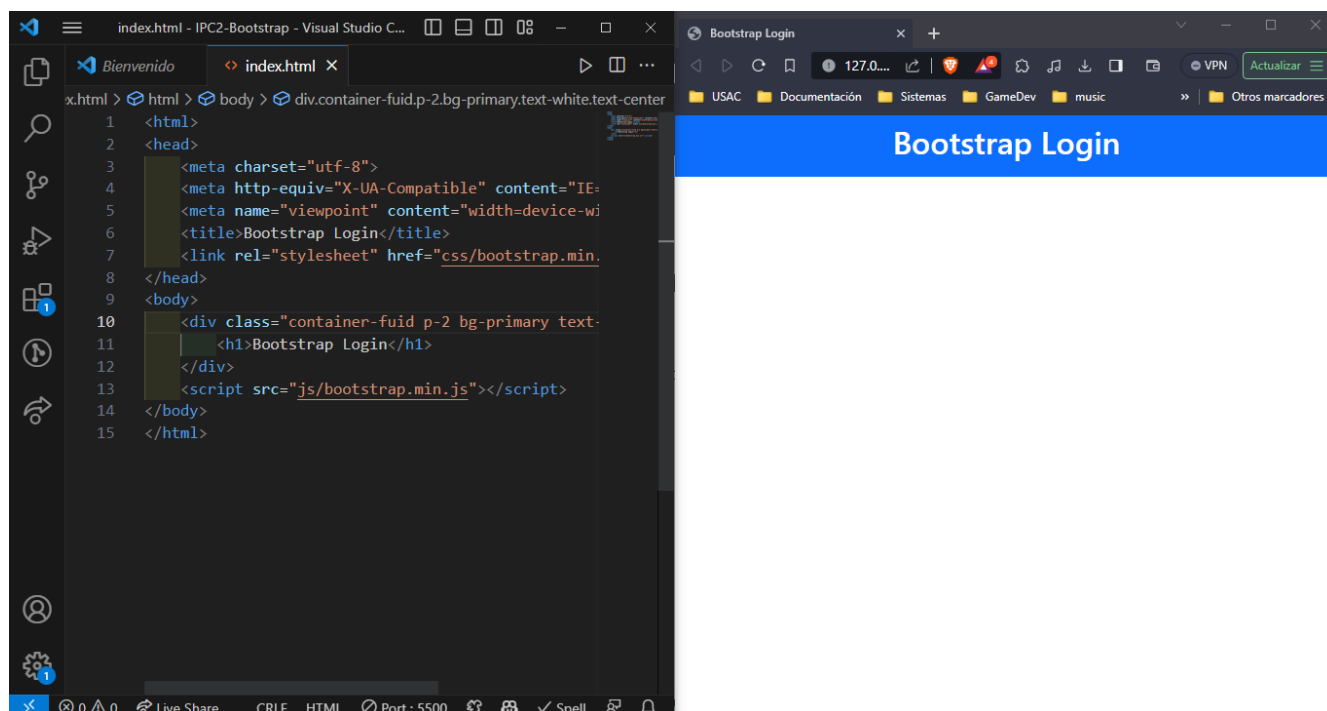 index.html - IPC2-Bootstrap - Visual Studio C...
Bienvenido
index.html
x.html > html > body > div.container-fuid.p-2.bg-primary.text-white.text-center
1 <html>
2 <head>
3 <meta charset="utf-8">
4 <meta http-equiv="X-UA-Compatible" content="IE=
5 <meta name="viewpoint" content="width=device-wi
6 <title>Bootstrap Login</title>
7 <link rel="stylesheet" href="css/bootstrap.min.
8 </head>
9 <body>
10 <div class="container-fuid p-2 bg-primary text-
11 <h1>Bootstrap Login</h1>
12 </div>
13 <script src="js/bootstrap.min.js"></script>
14 </body>
15 </html>
1
1
0 0 Live Share CRLF HTML Port : 5500 Spell
Bootstrap Login
127.0.... 4 VPN Actualizar
USAC Documentación Sistemas GameDev music » Otros marcadores
Bootstrap Login